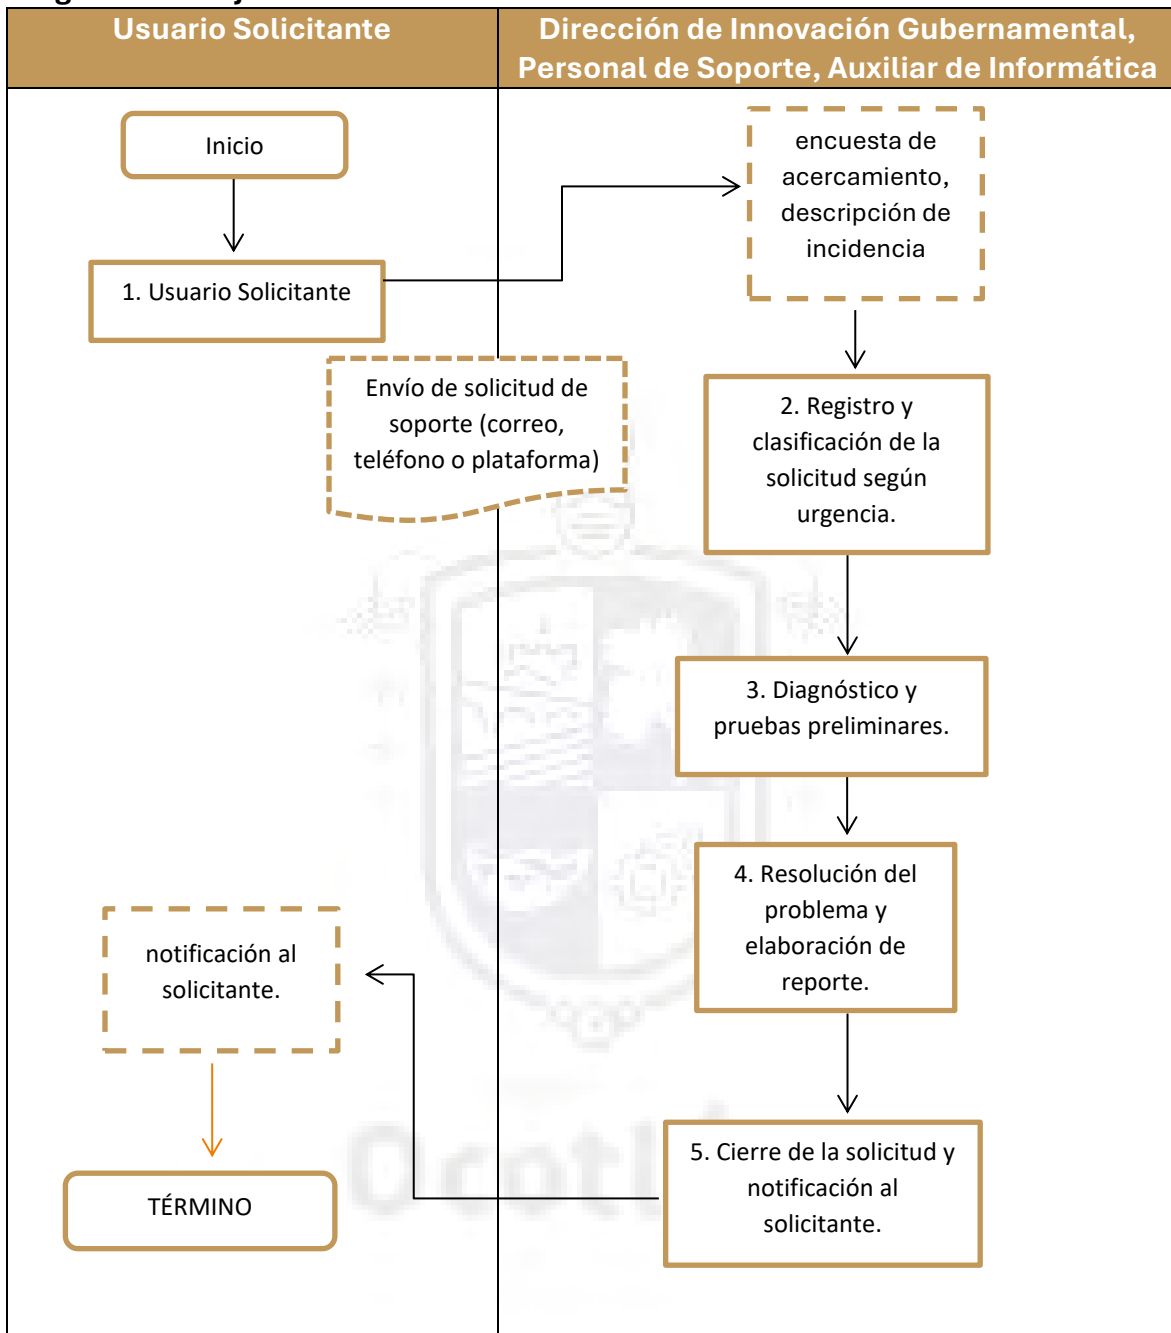 Usuario Solicitante
Dirección de Innovación Gubernamental,
Personal de Soporte, Auxiliar de Informática
Inicio
encuesta de
acercamiento,
descripción de
incidencia
1. Usuario Solicitante
Envío de solicitud de
soporte (correo,
teléfono o plataforma)
2. Registro y
clasificación de la
solicitud según
urgencia.
3. Diagnóstico y
pruebas preliminares.
4. Resolución del
problema y
elaboración de
reporte.
notificación al
solicitante.
5. Cierre de la solicitud y
notificación al
solicitante.
TÉRMINO